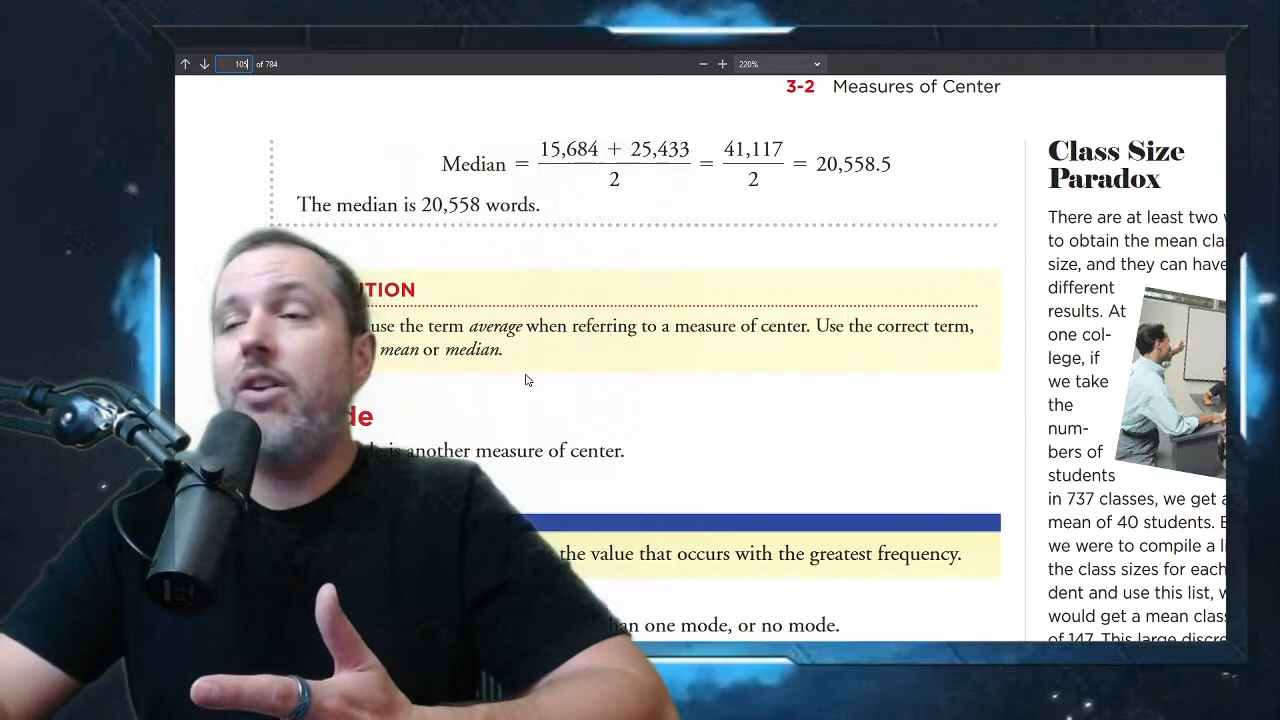 105 of 784
220%
3-2 Measures of Center
Median = 15,684 + 25,433 / 2 = 41,117 / 2 = 20,558.5
The median is 20,558 words.
UTION
use the term average when referring to a measure of center. Use the correct term,
mean or median.
de
is another measure of center.
the value that occurs with the greatest frequency.
than one mode, or no mode.
Class Size
Paradox
There are at least two
to obtain the mean cla
size, and they can have
different
results. At
one col-
lege, if
we take
the
num-
bers of
students
in 737 classes, we get a
mean of 40 students.
we were to compile a li
the class sizes for each
dent and use this list, w
would get a mean class
of 147. This large discre